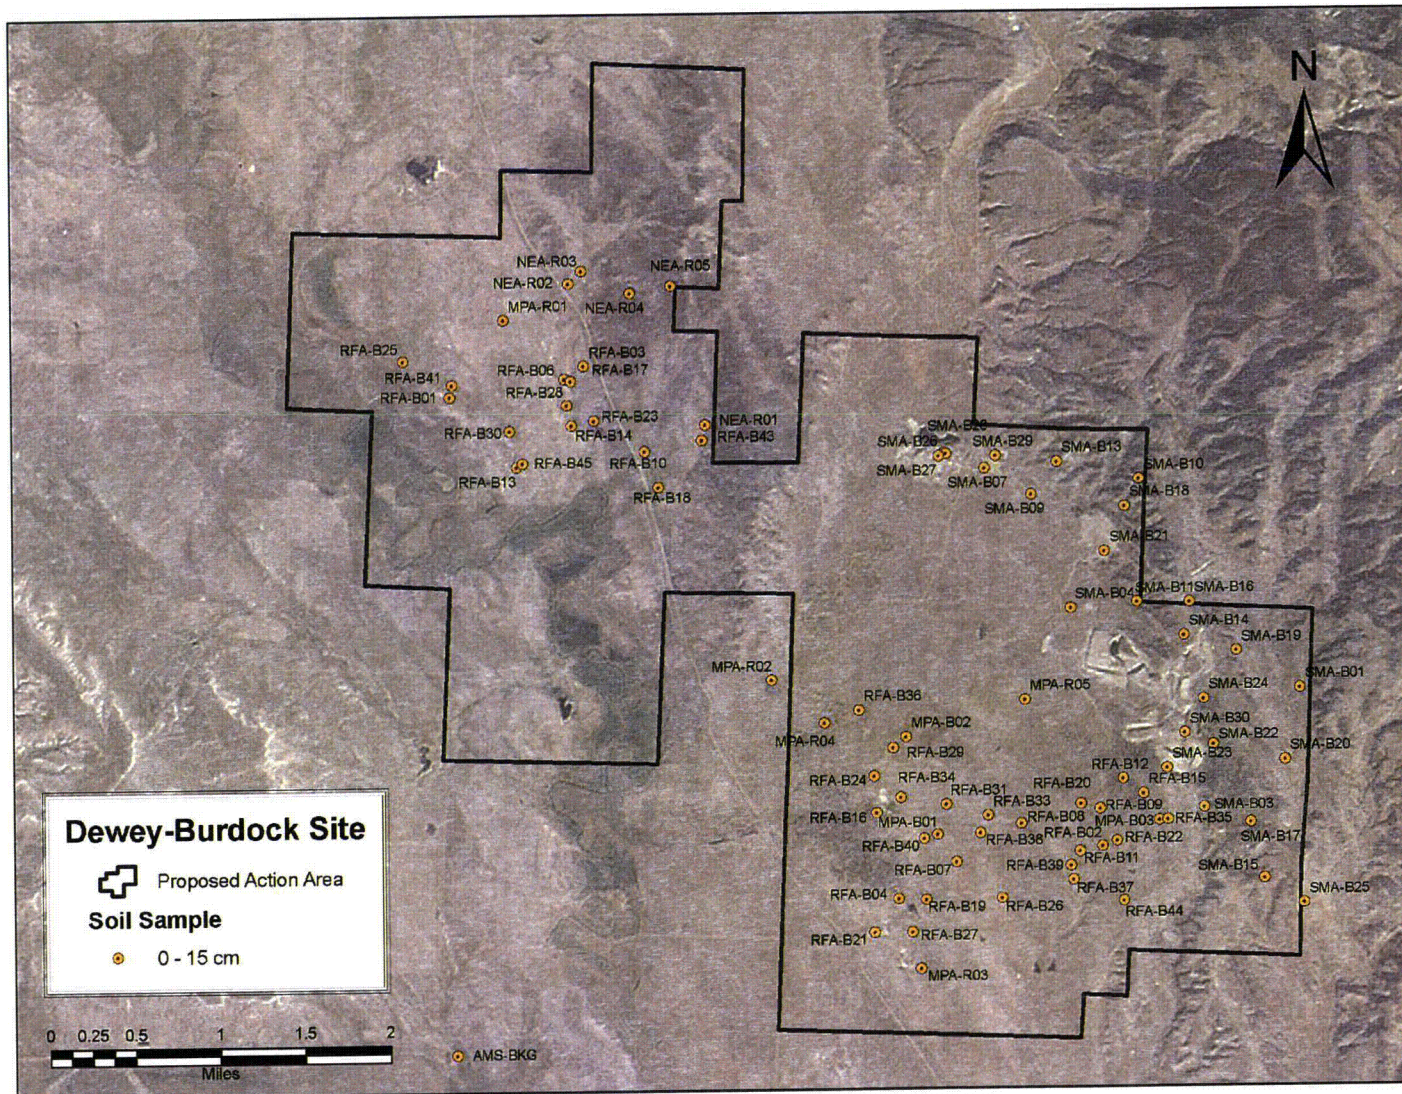 N
NEA-R03
NEA-R05
NEA-R02
NEA-R04
MPA-R01
RFA-B25
RFA-B03
RFA-B06
RFA-B17
RFA-B41
RFA-B28
RFA-B01
RFA-B23
NEA-R01
RFA-B30
RFA-B14
RFA-B43
RFA-B45
RFA-B10
RFA-B13
RFA-B18
SMA-B28
SMA-B26
SMA-B29
SMA-B13
SMA-B27
SMA-B07
SMA-B10
SMA-B09
SMA-B18
SMA-B21
SMA-B04
SMA-B11
SMA-B16
SMA-B14
SMA-B19
MPA-R02
SMA-B01
MPA-R05
SMA-B24
RFA-B36
MPA-R04
MPA-B02
SMA-B30
SMA-B22
RFA-B29
SMA-B23
SMA-B20
RFA-B24
RFA-B34
RFA-B12
RFA-B15
RFA-B31
RFA-B20
RFA-B33
RFA-B09
SMA-B03
RFA-B16
MPA-B01
RFA-B08
MPA-B03
RFA-B35
SMA-B17
RFA-B40
RFA-B38
RFA-B02
RFA-B22
RFA-B07
RFA-B39
RFA-B11
SMA-B15
RFA-B37
RFA-B04
RFA-B19
RFA-B26
RFA-B44
SMA-B25
RFA-B21
RFA-B27
MPA-R03
Dewey-Burdock Site
Proposed Action Area
Soil Sample
0 - 15 cm
0 0.25 0.5 1 1.5 2
Miles
AMS-BKG